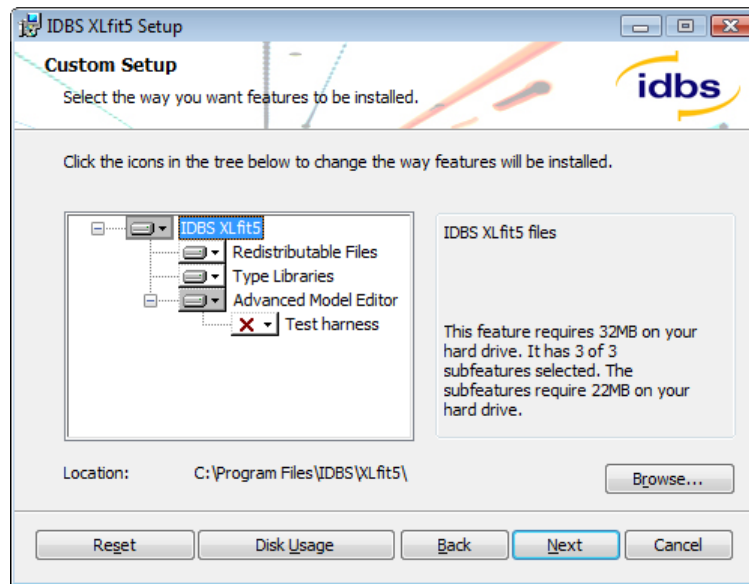 IDBS XLfit5 Setup
Custom Setup
Select the way you want features to be installed.
idbs
Click the icons in the tree below to change the way features will be installed.
IDBS XLfit5
Redistributable Files
Type Libraries
Advanced Model Editor
Test harness
IDBS XLfit5 files
This feature requires 32MB on your
hard drive. It has 3 of 3
subfeatures selected. The
subfeatures require 22MB on your
hard drive.
Location: C:\Program Files\IDBS\XLfit5\
Browse...
Reset Disk Usage Back Next Cancel